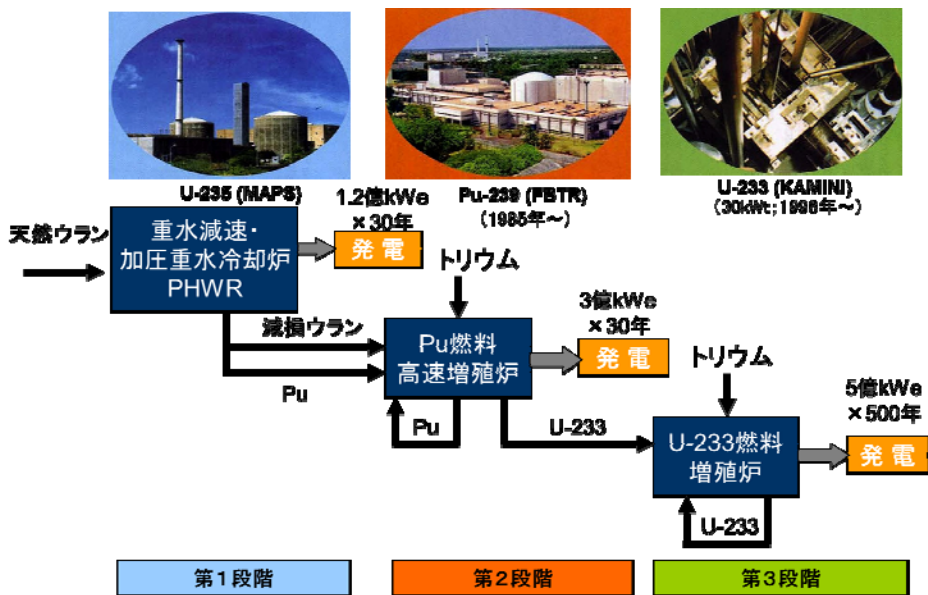 U-235 (MAPS)
Pu-239 (FBTR)
(1985年～)
U-233 (KAMINI)
(30kWt;1996年～)
天然ウラン
重水減速・
加圧重水冷却炉
PHWR
1.2億kWe
×30年
発電
トリウム
減損ウラン
Pu
Pu燃料
高速増殖炉
3億kWe
×30年
発電
Pu
U-233
トリウム
U-233燃料
増殖炉
5億kWe
×500年
発電
U-233
第1段階
第2段階
第3段階